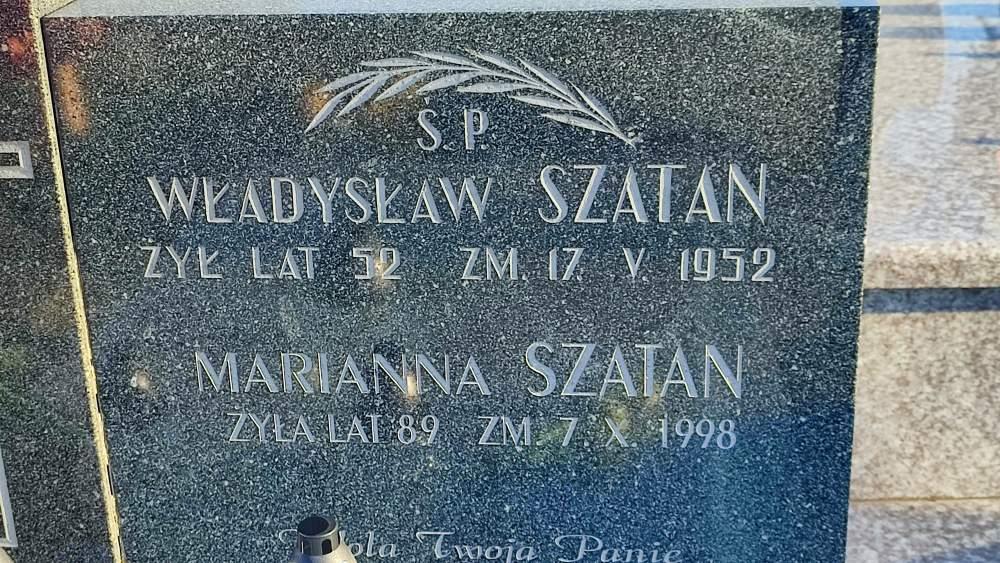 Ś.P.
WŁADYSŁAW SZATAN
ŻYŁ LAT 52 ZM. 17. V. 1952
MARIANNA SZATAN
ŻYŁA LAT 89 ZM. 7. X. 1998
Twoja Panie